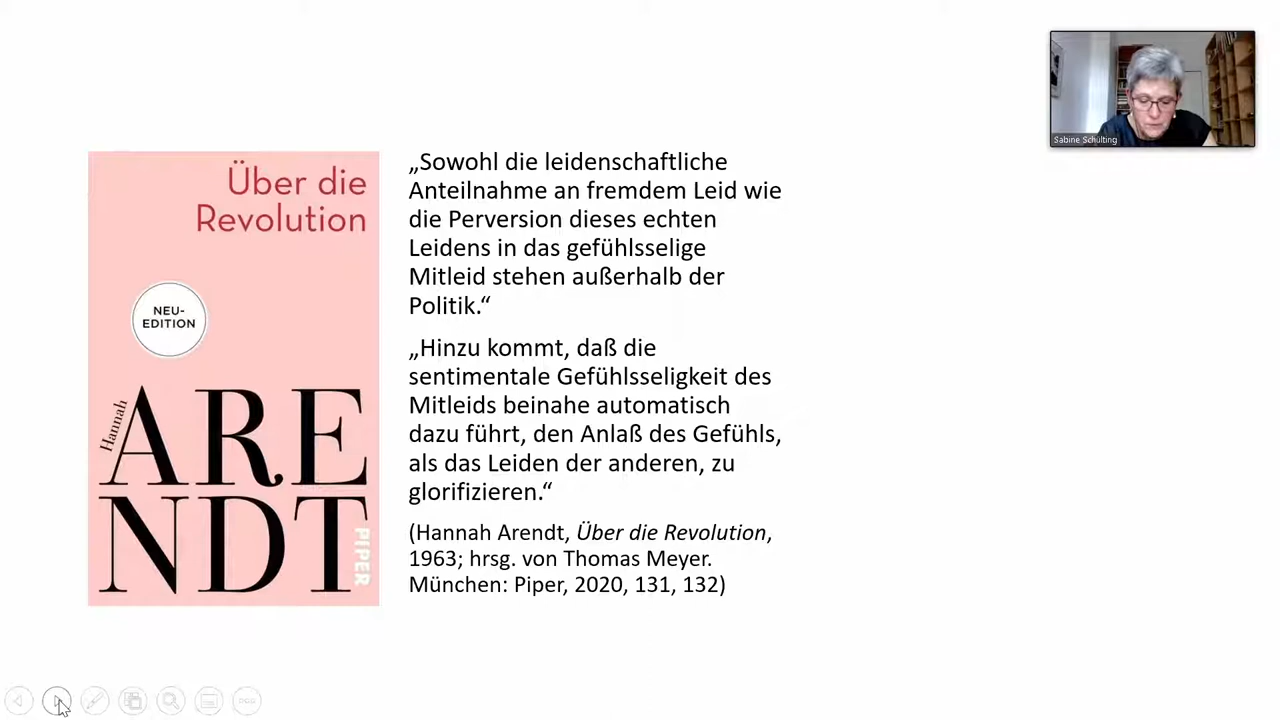 Sabine Schülting
Über die
Revolution
NEU-
EDITION
Hannah
ARE
NDT
PIPER
„Sowohl die leidenschaftliche
Anteilnahme an fremdem Leid wie
die Perversion dieses echten
Leidens in das gefühlsselige
Mitleid stehen außerhalb der
Politik.“
„Hinzu kommt, daß die
sentimentale Gefühlsseligkeit des
Mitleids beinahe automatisch
dazu führt, den Anlaß des Gefühls,
als das Leiden der anderen, zu
glorifizieren.“
(Hannah Arendt, Über die Revolution,
1963; hrsg. von Thomas Meyer.
München: Piper, 2020, 131, 132)